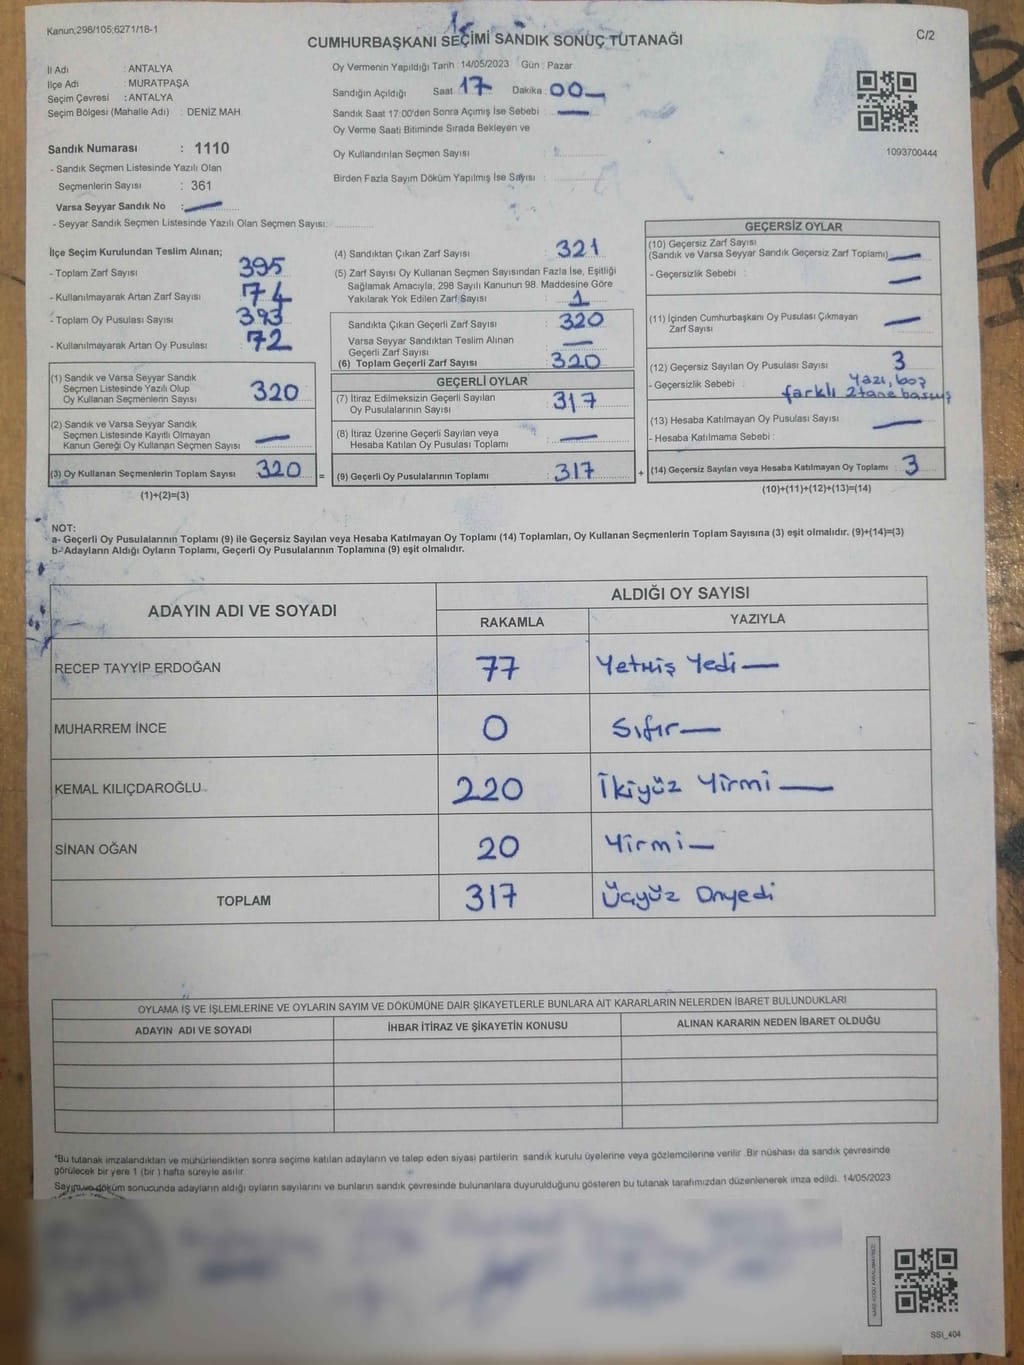 Kanun;298/105;6271/18-1
CUMHURBAŞKANI SEÇİMİ SANDIK SONUÇ TUTANAĞI
C/2
İl Adı : ANTALYA
İlçe Adı : MURATPAŞA
Seçim Çevresi : ANTALYA
Seçim Bölgesi (Mahalle Adı) : DENİZ MAH.
Oy Vermenin Yapıldığı Tarih : 14/05/2023 Gün : Pazar
Sandığın Açıldığı Saat : 17 Dakika : 00
Sandık Saat 17:00'den Sonra Açımış İse Sebebi :
Oy Verme Saati Bitiminde Sırada Bekleyen ve
Oy Kullandırılan Seçmen Sayısı :
Birden Fazla Sayım Döküm Yapılmış İse Sayısı :
1093700444
Sandık Numarası : 1110
- Sandık Seçmen Listesinde Yazılı Olan
Seçmenlerin Sayısı : 361
Varsa Seyyar Sandık No :
- Seyyar Sandık Seçmen Listesinde Yazılı Olan Seçmen Sayısı:
İlçe Seçim Kurulundan Teslim Alınan;
- Toplam Zarf Sayısı : 395
- Kullanılmayarak Artan Zarf Sayısı : 74
- Toplam Oy Pusulası Sayısı : 393
- Kullanılmayarak Artan Oy Pusulası : 72
(1) Sandık ve Varsa Seyyar Sandık
Seçmen Listesinde Yazılı Olup
Oy Kullanan Seçmenlerin Sayısı : 320
(2) Sandık ve Varsa Seyyar Sandık
Seçmen Listesinde Kayıtlı Olmayan
Kanun Gereği Oy Kullanan Seçmen Sayısı :
(3) Oy Kullanan Seçmenlerin Toplam Sayısı : 320
(1)+(2)=(3)
=
(4) Sandıktan Çıkan Zarf Sayısı : 321
(5) Zarf Sayısı Oy Kullanan Seçmen Sayısından Fazla İse, Eşitliği
Sağlamak Amacıyla, 298 Sayılı Kanunun 98. Maddesine Göre
Yakılarak Yok Edilen Zarf Sayısı : 1
Sandıkta Çıkan Geçerli Zarf Sayısı : 320
Varsa Seyyar Sandıktan Teslim Alınan
Geçerli Zarf Sayısı :
(6) Toplam Geçerli Zarf Sayısı : 320
GEÇERLİ OYLAR
(7) İtiraz Edilmeksizin Geçerli Sayılan
Oy Pusulalarının Sayısı : 317
(8) İtiraz Üzerine Geçerli Sayılan veya
Hesaba Katılan Oy Pusulası Toplamı :
(9) Geçerli Oy Pusulalarının Toplamı : 317
+
GEÇERSİZ OYLAR
(10) Geçersiz Zarf Sayısı
(Sandık ve Varsa Seyyar Sandık Geçersiz Zarf Toplamı) :
- Geçersizlik Sebebi :
(11) İçinden Cumhurbaşkanı Oy Pusulası Çıkmayan
Zarf Sayısı :
(12) Geçersiz Sayılan Oy Pusulası Sayısı : 3
- Geçersizlik Sebebi : Yazı, boş
farklı 2 tane basmış
(13) Hesaba Katılmayan Oy Pusulası Sayısı :
- Hesaba Katılmama Sebebi :
(14) Geçersiz Sayılan veya Hesaba Katılmayan Oy Toplamı : 3
(10)+(11)+(12)+(13)=(14)
NOT:
a- Geçerli Oy Pusulalarının Toplamı (9) ile Geçersiz Sayılan veya Hesaba Katılmayan Oy Toplamı (14) Toplamları, Oy Kullanan Seçmenlerin Toplam Sayısına (3) eşit olmalıdır. (9)+(14)=(3)
b- Adayların Aldığı Oyların Toplamı, Geçerli Oy Pusulalarının Toplamına (9) eşit olmalıdır.
ADAYIN ADI VE SOYADI
ALDIĞI OY SAYISI
RAKAMLA YAZIYLA
RECEP TAYYİP ERDOĞAN 77 Yetmiş Yedi
MUHARREM İNCE 0 Sıfır
KEMAL KILIÇDAROĞLU 220 İkiyüz Yirmi
SİNAN OĞAN 20 Yirmi
TOPLAM 317 Üçyüz Onyedi
OYLAMA İŞ VE İŞLEMLERİNE VE OYLARIN SAYIM VE DÖKÜMÜNE DAİR ŞİKAYETLERLE BUNLARA AİT KARARLARIN NELERDEN İBARET BULUNDUKLARI
ADAYIN ADI VE SOYADI İHBAR İTİRAZ VE ŞİKAYETİN KONUSU ALINAN KARARIN NEDEN İBARET OLDUĞU
*Bu tutanak imzalandıktan ve mühürlendikten sonra seçime katılan adayların ve talep eden siyasi partilerin sandık kurulu üyelerine veya gözlemcilerine verilir. Bir nüshası da sandık çevresinde
görülecek bir yere 1 (bir) hafta süreyle asılır.
Sayım ve döküm sonucunda adayların aldığı oyların sayılarını ve bunların sandık çevresinde bulunanlara duyurulduğunu gösteren bu tutanak tarafımızdan düzenlenerek imza edildi. 14/05/2023
SSI_404